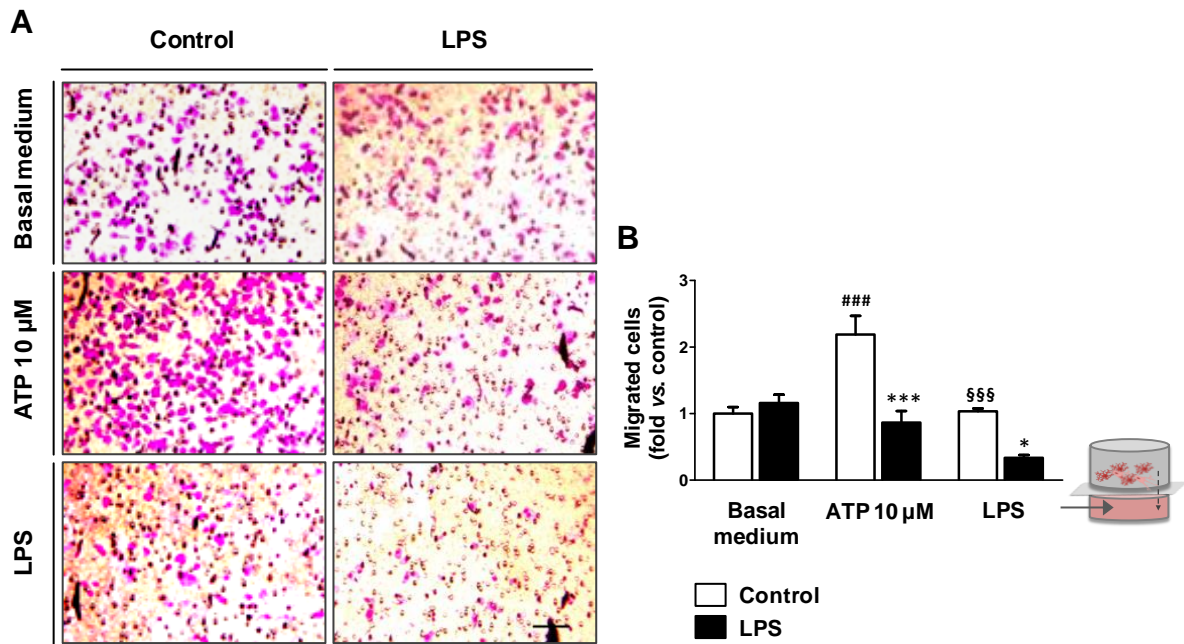 A
Control
LPS
Basal medium
ATP 10 µM
LPS
B
Migrated cells
(fold vs. control)
3
2
1
0
###
***
§§§
*
Basal
medium
ATP 10 µM
LPS
Control
LPS